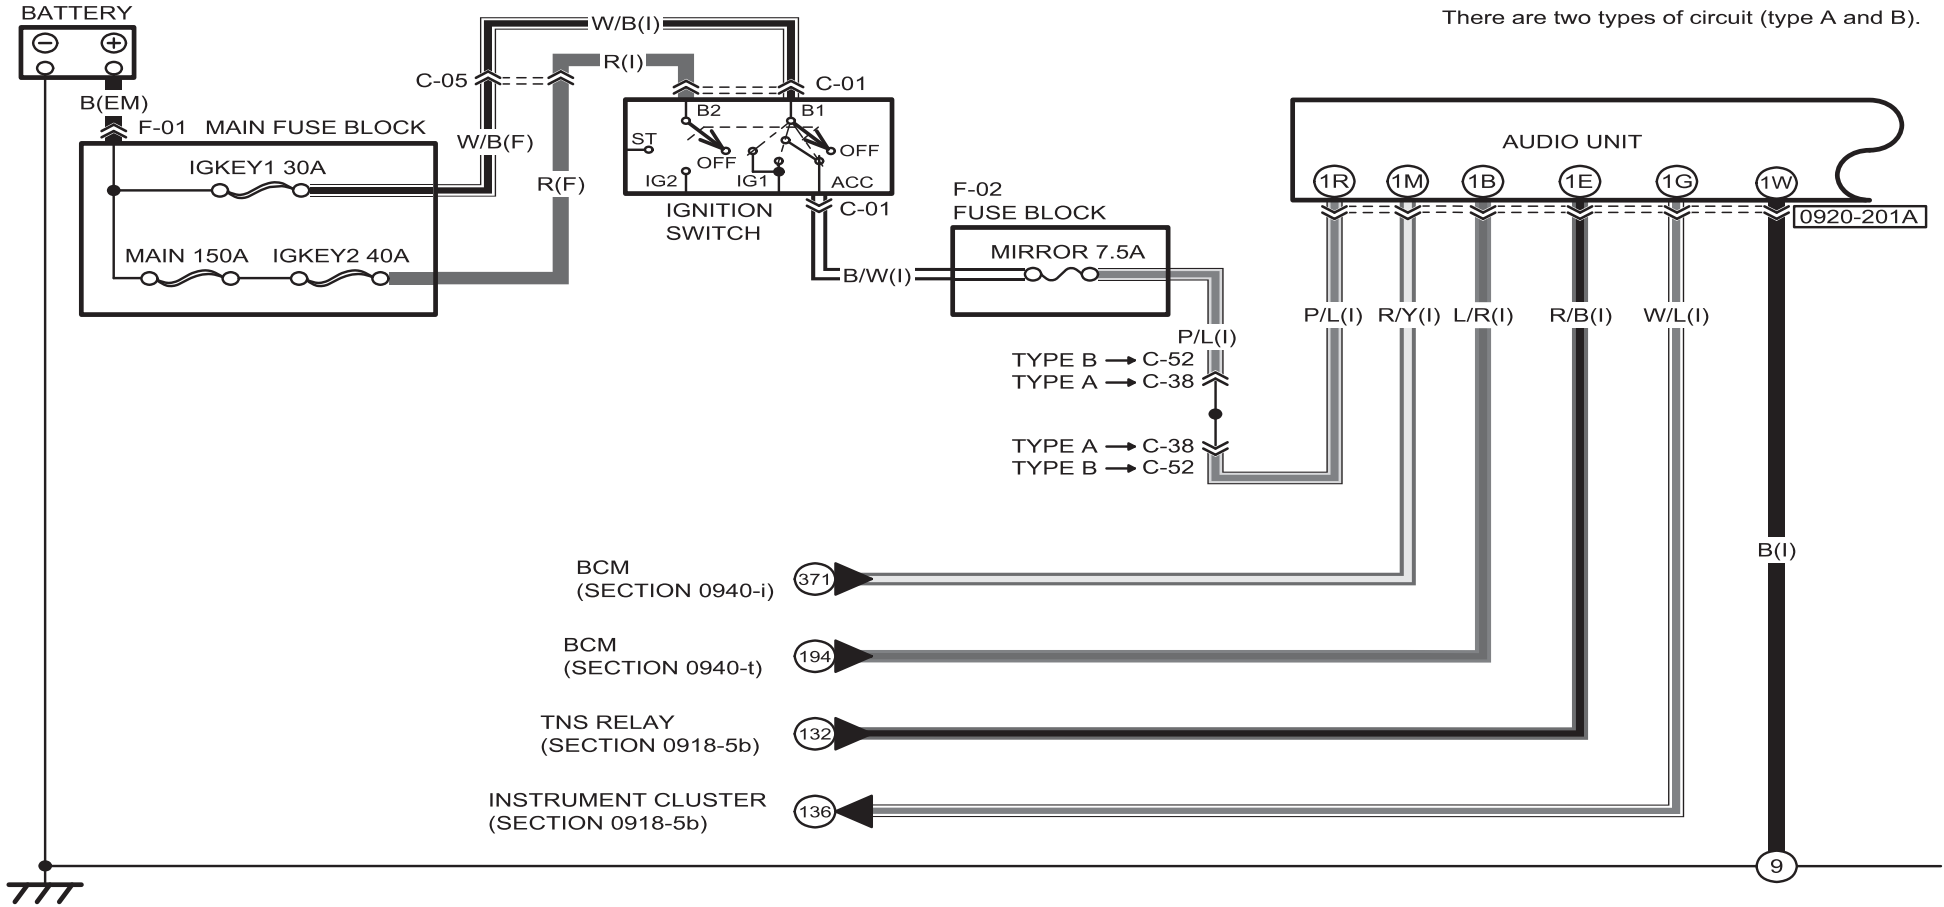 BATTERY
There are two types of circuit (type A and B).
W/B(I)
R(I)
C-05
C-01
B(EM)
F-01 MAIN FUSE BLOCK
B2
B1
AUDIO UNIT
W/B(F)
ST
OFF
OFF
IGKEY1 30A
R(F)
IG2
IG1
ACC
1R
1M
1B
1E
1G
1W
F-02
FUSE BLOCK
IGNITION
SWITCH
C-01
0920-201A
MAIN 150A
IGKEY2 40A
MIRROR 7.5A
B/W(I)
P/L(I)
R/Y(I)
L/R(I)
R/B(I)
W/L(I)
P/L(I)
TYPE B C-52
TYPE A C-38
TYPE A C-38
TYPE B C-52
B(I)
BCM
(SECTION 0940-i)
371
BCM
(SECTION 0940-t)
194
TNS RELAY
(SECTION 0918-5b)
132
INSTRUMENT CLUSTER
(SECTION 0918-5b)
136
9